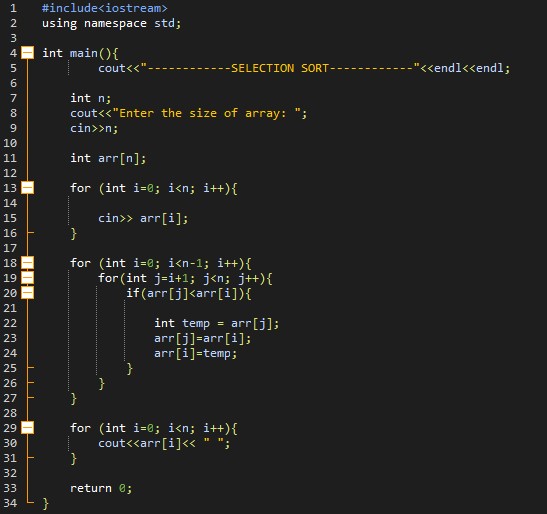 1 #include<iostream>
2 using namespace std;
3
4 int main(){
5 cout<<"------------SELECTION SORT------------"<<endl<<endl;
6
7 int n;
8 cout<<"Enter the size of array: ";
9 cin>>n;
10
11 int arr[n];
12
13 for (int i=0; i<n; i++){
14
15 cin>> arr[i];
16 }
17
18 for (int i=0; i<n-1; i++){
19 for(int j=i+1; j<n; j++){
20 if(arr[j]<arr[i]){
21
22 int temp = arr[j];
23 arr[j]=arr[i];
24 arr[i]=temp;
25 }
26 }
27 }
28
29 for (int i=0; i<n; i++){
30 cout<<arr[i]<< " ";
31 }
32
33 return 0;
34 }